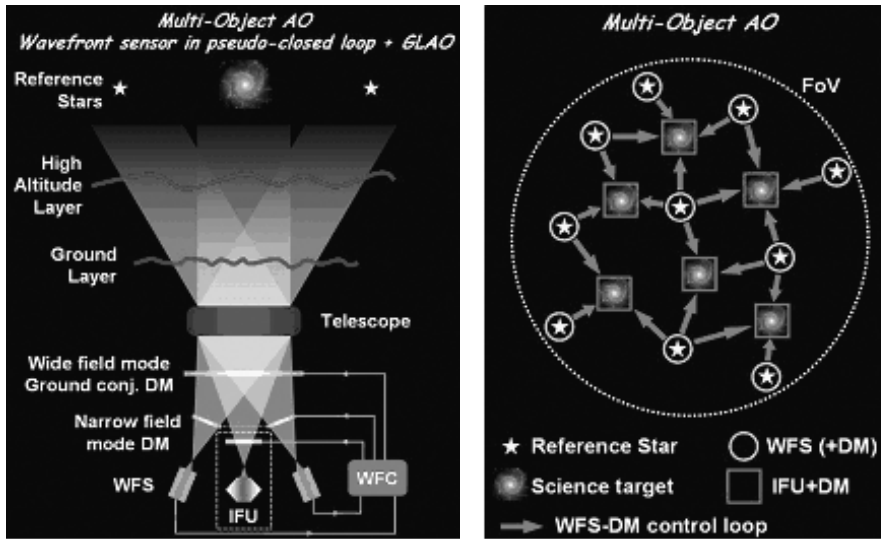 Multi-Object AO
Wavefront sensor in pseudo-closed loop + GLAO
Reference
Stars
High
Altitude
Layer
Ground
Layer
Telescope
Wide field mode
Ground conj. DM
Narrow field
mode DM
WFS
WFC
IFU
Multi-Object AO
FoV
Reference Star
WFS (+DM)
Science target
IFU+DM
WFS-DM control loop